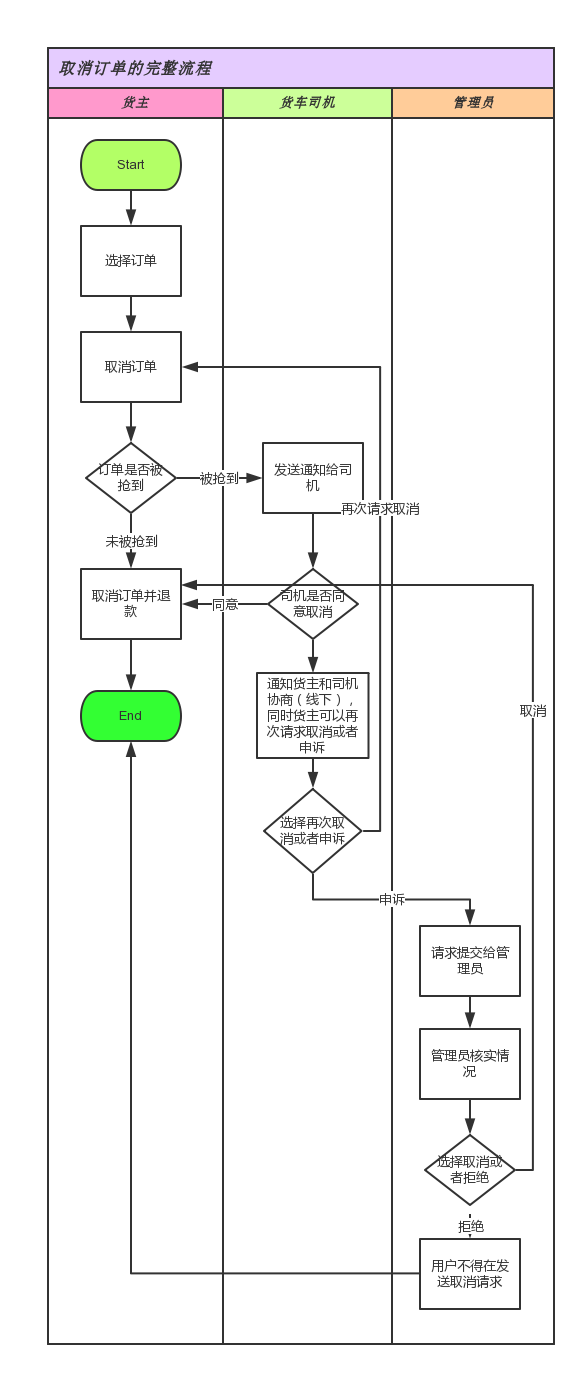 取消订单的完整流程
货主
货车司机
管理员
Start
选择订单
取消订单
订单是否被
抢到
被抢到
发送通知给司
机
再次请求取消
未被抢到
取消订单并退
款
同意
司机是否同
意取消
通知货主和司机
协商（线下），
同时货主可以再
次请求取消或者
申诉
End
取消
选择再次取
消或者申诉
申诉
请求提交给管
理员
管理员核实情
况
选择取消或
者拒绝
拒绝
用户不得在发
送取消请求